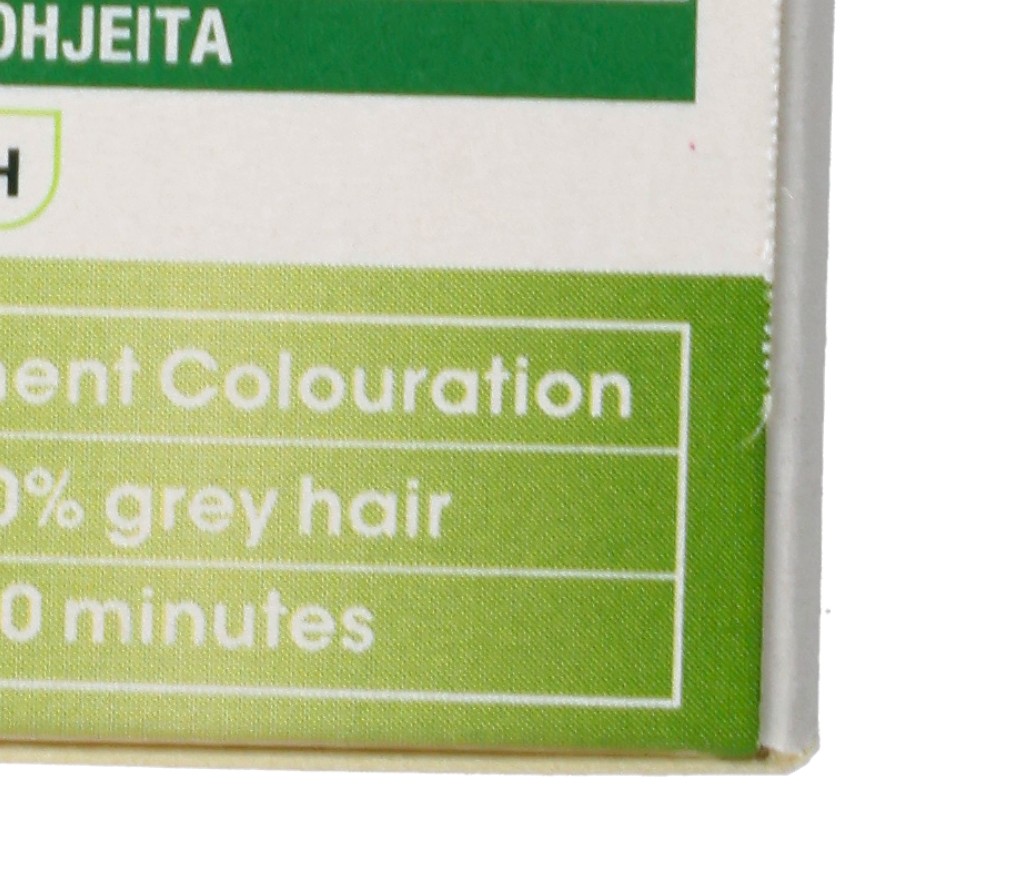 OHJEITA
H
ent Colouration
0% grey hair
0 minutes